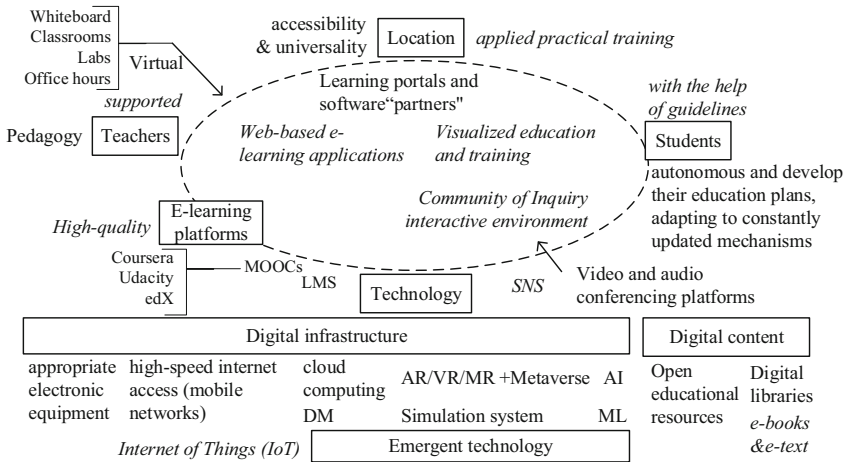 Whiteboard
Classrooms
Labs
Office hours
Virtual
accessibility
& universality
Location
applied practical training
Learning portals and
software“partners"
supported
Pedagogy
Teachers
Web-based e-
learning applications
Visualized education
and training
with the help
of guidelines
Students
autonomous and develop
their education plans,
adapting to constantly
updated mechanisms
Community of Inquiry
interactive environment
High-quality
E-learning
platforms
Coursera
Udacity
edX
MOOCs
LMS
Technology
SNS
Video and audio
conferencing platforms
Digital infrastructure
Digital content
appropriate
electronic
equipment
high-speed internet
access (mobile
networks)
cloud
computing
DM
AR/VR/MR +Metaverse
Simulation system
AI
ML
Open
educational
resources
Digital
libraries
e-books
&e-text
Internet of Things (IoT)
Emergent technology